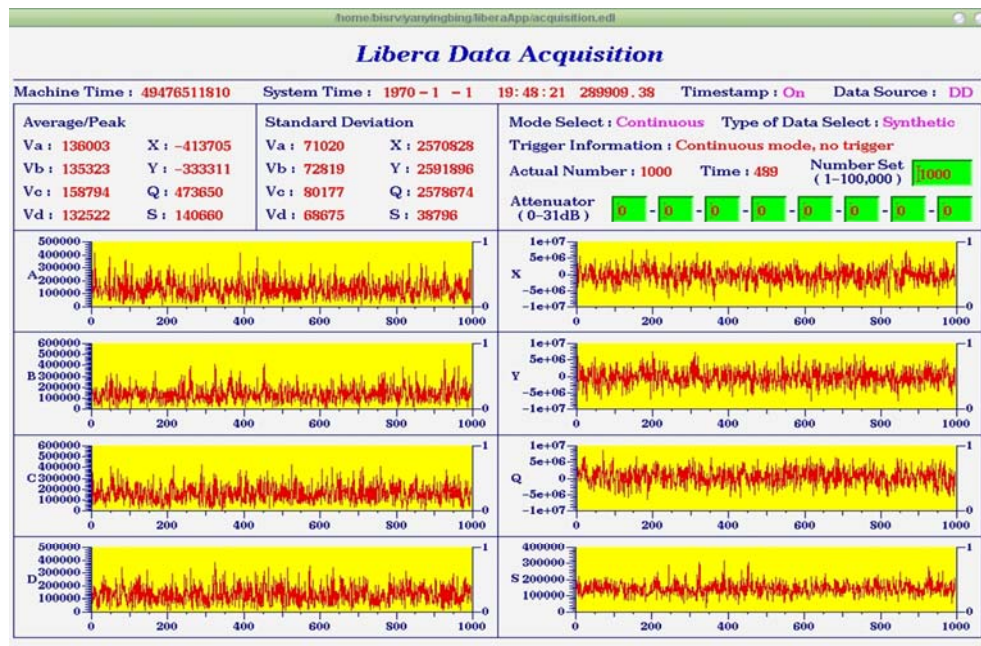 /home/bisrv/yanyingbing/liberaApp/acquisition.edl
Libera Data Acquisition
Machine Time : 49476511810 System Time : 1970 - 1 - 1 19 : 48 : 21 289909 . 38 Timestamp : On Data Source : DD
Average/Peak
Va : 136003 X : -413705
Vb : 135323 Y : -333311
Vc : 158794 Q : 473650
Vd : 132522 S : 140660
Standard Deviation
Va : 71020 X : 2570828
Vb : 72819 Y : 2591896
Vc : 80177 Q : 2578674
Vd : 68675 S : 38796
Mode Select : Continuous Type of Data Select : Synthetic
Trigger Information : Continuous mode, no trigger
Actual Number : 1000 Time : 489 Number Set ( 1-100,000 ) 1000
Attenuator ( 0-31dB ) 0 - 0 - 0 - 0 - 0 - 0 - 0 - 0
A
500000
400000
300000
200000
100000
0
1
0
0 200 400 600 800 1000
X
1e+07
5e+06
0
-5e+06
-1e+07
1
0
0 200 400 600 800 1000
B
600000
500000
400000
300000
200000
100000
0
1
0
0 200 400 600 800 1000
Y
1e+07
5e+06
0
-5e+06
-1e+07
1
0
0 200 400 600 800 1000
C
600000
500000
400000
300000
200000
100000
0
1
0
0 200 400 600 800 1000
Q
1e+07
5e+06
0
-5e+06
-1e+07
1
0
0 200 400 600 800 1000
D
500000
400000
300000
200000
100000
0
1
0
0 200 400 600 800 1000
S
400000
300000
200000
100000
0
1
0
0 200 400 600 800 1000